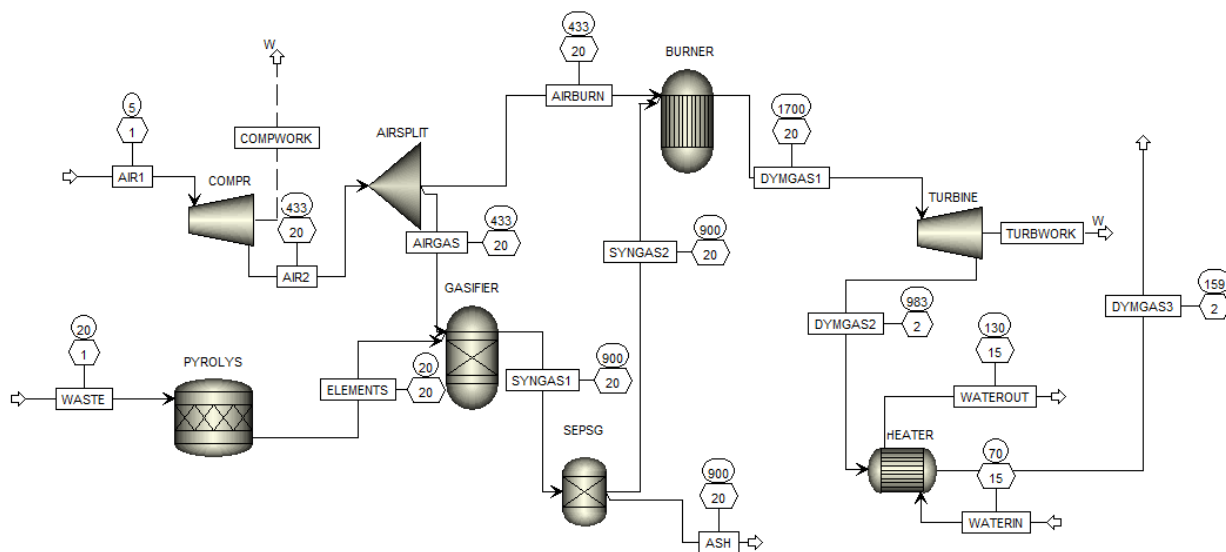 W
433
20
BURNER
AIRBURN
5
1
AIR1
COMPWORK
AIRSPLIT
1700
20
DYMGAS1
COMPR
433
20
AIR2
433
20
AIRGAS
900
20
SYNGAS2
TURBINE
W
TURBWORK
GASIFIER
983
2
DYMGAS2
159
2
DYMGAS3
20
1
WASTE
PYROLYS
20
20
ELEMENTS
900
20
SYNGAS1
130
15
WATEROUT
SEPSG
HEATER
70
15
WATERIN
900
20
ASH